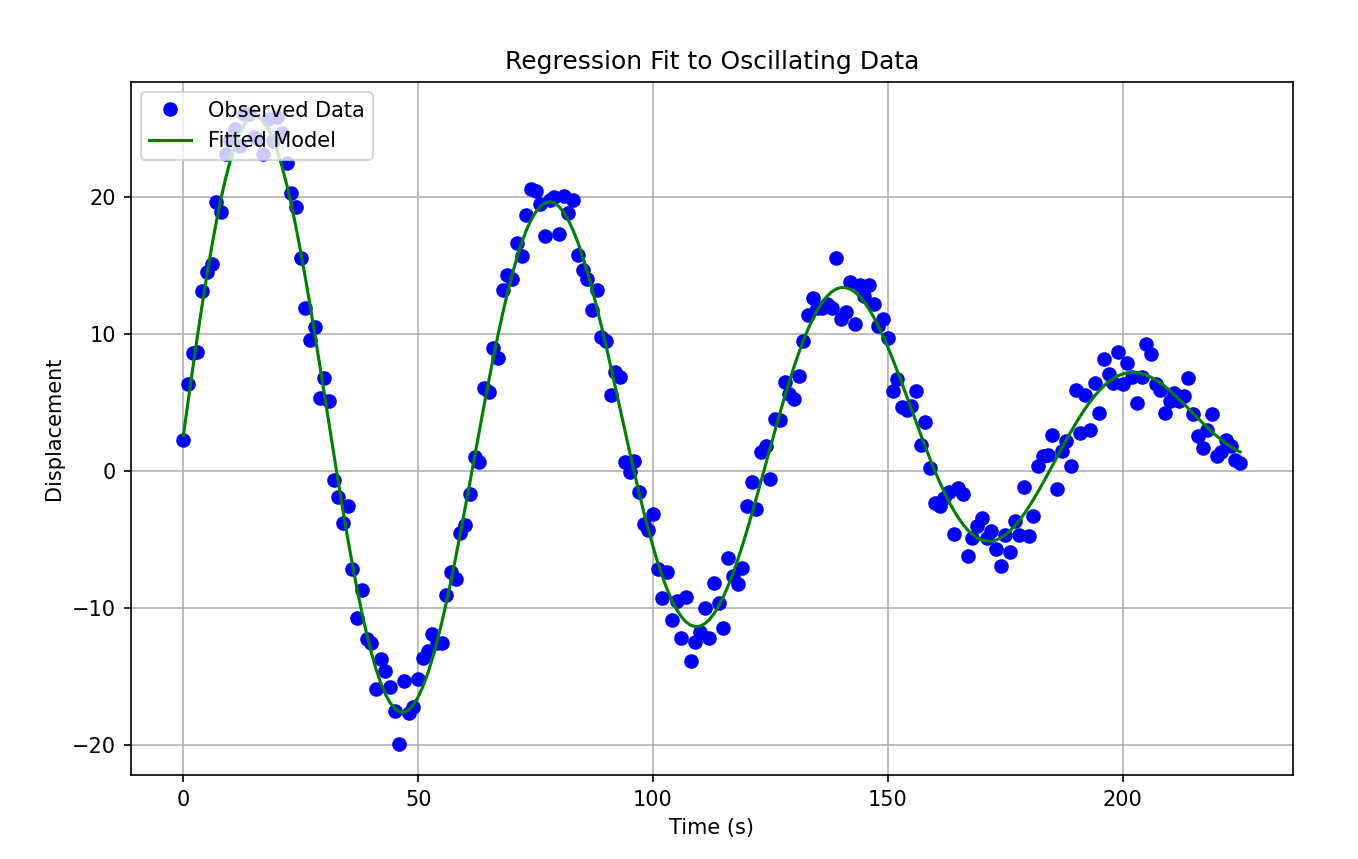 Regression Fit to Oscillating Data
Observed Data
Fitted Model
Displacement
20
10
0
−10
−20
0 50 100 150 200
Time (s)